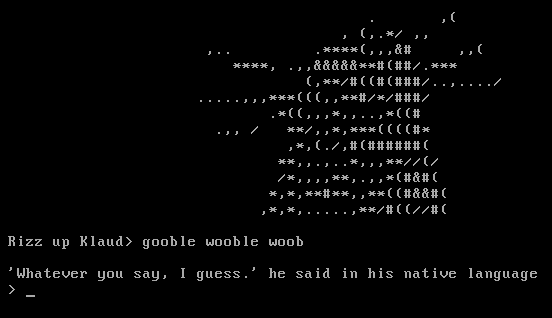 Rizz up Klaud> gooble wooble woob
'Whatever you say, I guess.' he said in his native language
> _